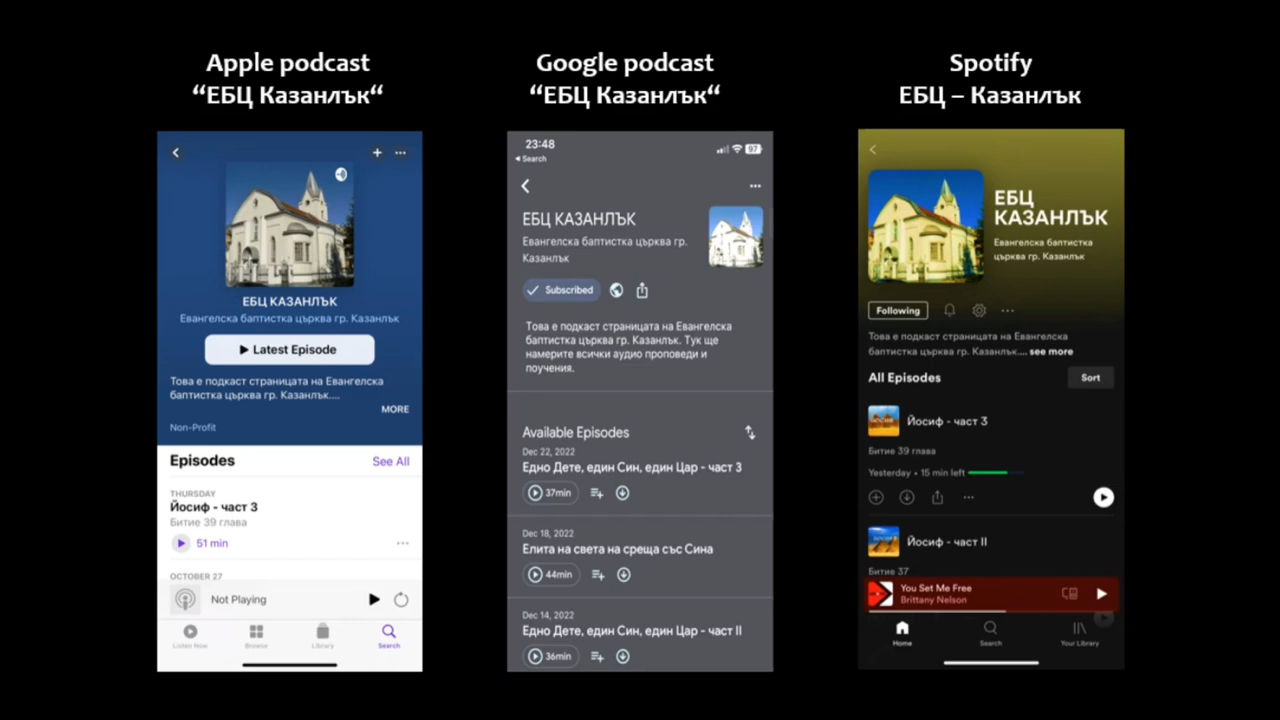 Apple podcast
“ЕБЦ Казанлък“
ЕБЦ КАЗАНЛЪК
Евангелска баптистка църква гр. Казанлък
Latest Episode
Това е подкаст страницата на Евангелска
баптистка църква гр. Казанлък....
MORE
Non-Profit
Episodes
See All
THURSDAY
Йосиф - част 3
Битие 39 глава
51 min
OCTOBER 27
Not Playing
Listen Now
Browse
Library
Search
Google podcast
“ЕБЦ Казанлък“
23:48
97
Search
ЕБЦ КАЗАНЛЪК
Евангелска баптистка църква гр.
Казанлък
Subscribed
Това е подкаст страницата на Евангелска
баптистка църква гр. Казанлък. Тук ще
намерите всички аудио проповеди и
поучения.
Available Episodes
Dec 22, 2022
Едно Дете, един Син, един Цар - част 3
37min
Dec 18, 2022
Елита на света на среща със Сина
44min
Dec 14, 2022
Едно Дете, един Син, един Цар - част II
36min
Spotify
ЕБЦ – Казанлък
ЕБЦ
КАЗАНЛЪК
Евангелска баптистка
църква гр. Казанлък
Following
Това е подкаст страницата на Евангелска
баптистка църква гр. Казанлък.... see more
All Episodes
Sort
Йосиф - част 3
Битие 39 глава
Yesterday • 15 min left
Йосиф - част II
Битие 37
You Set Me Free
Brittany Nelson
Home
Search
Your Library